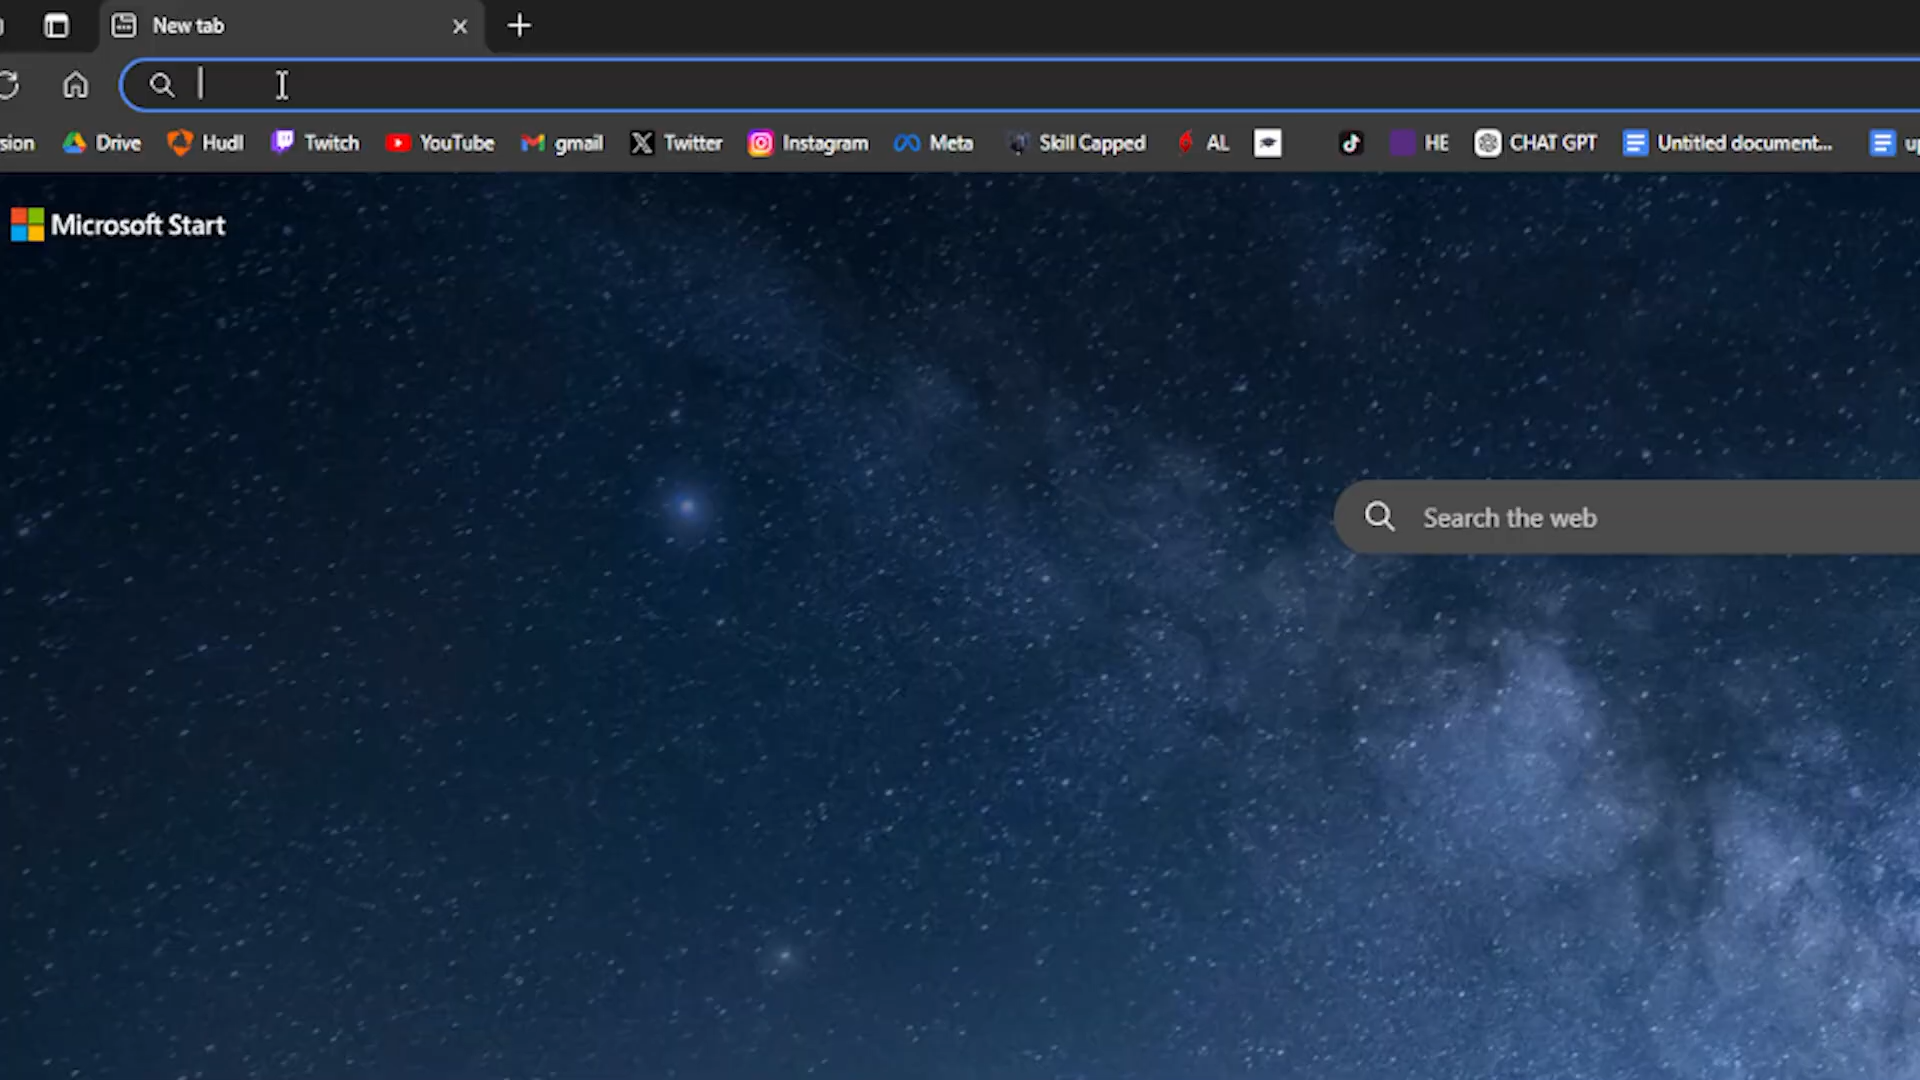 New tab
sion Drive Hudl Twitch YouTube gmail Twitter Instagram Meta Skill Capped AL HE CHAT GPT Untitled document... up
Microsoft Start
Search the web